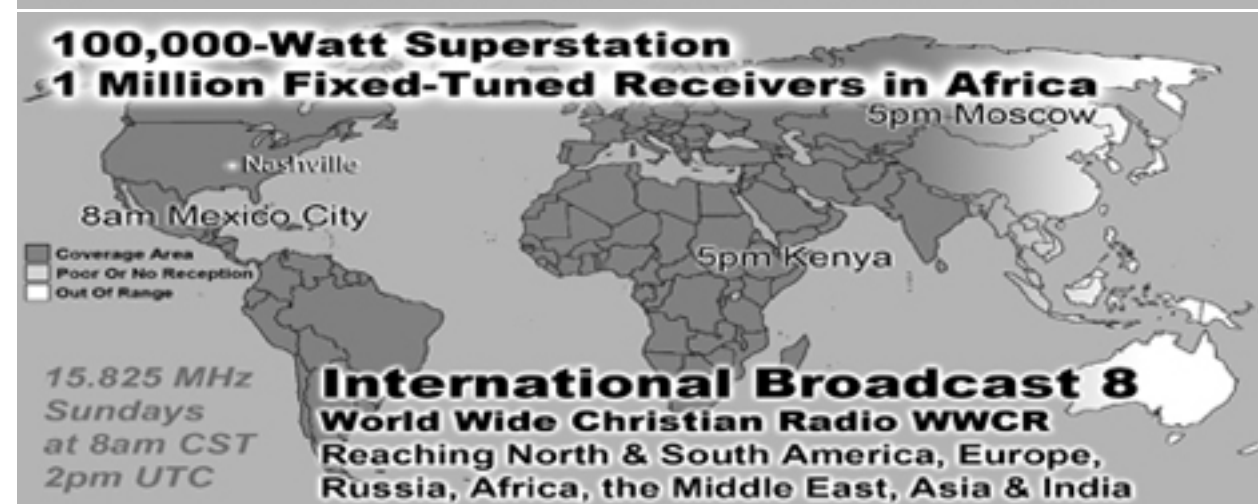 100,000-Watt Superstation
1 Million Fixed-Tuned Receivers in Africa
5pm Moscow
Nashville
8am Mexico City
Coverage Area
Poor Or No Reception
Out Of Range
5pm Kenya
15.825 MHz
Sundays
at 8am CST
2pm UTC
International Broadcast 8
World Wide Christian Radio WWCR
Reaching North & South America, Europe,
Russia, Africa, the Middle East, Asia & India